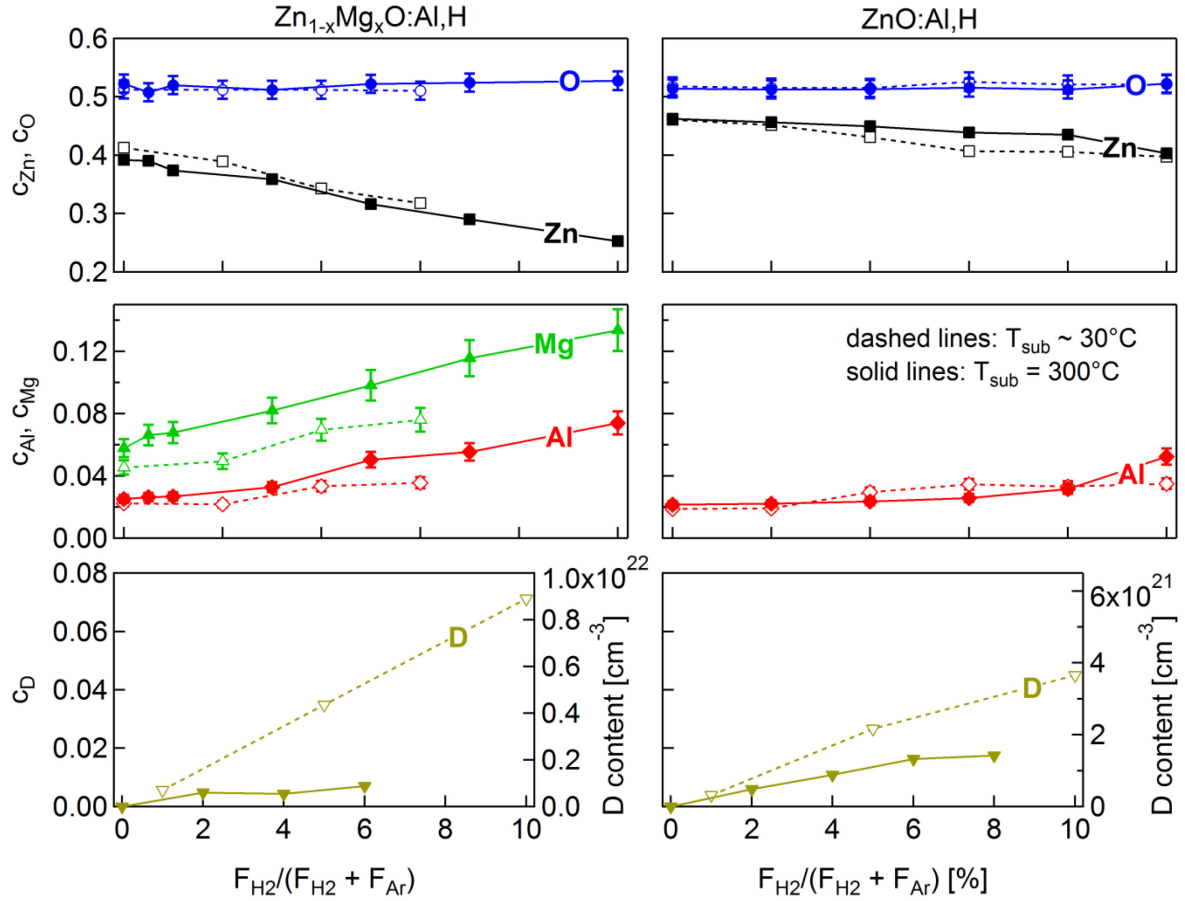 Zn1-xMgxO:Al,H
ZnO:Al,H
cZn, cO
0.6
0.5
0.4
0.3
0.2
O
Zn
O
Zn
cAl, cMg
0.12
0.08
0.04
0.00
Mg
Al
dashed lines: Tsub ~ 30°C
solid lines: Tsub = 300°C
Al
cD
0.08
0.06
0.04
0.02
0.00
D
1.0x10^22
0.8
0.6
0.4
0.2
0.0
D content [cm^-3]
D
6x10^21
4
2
0
D content [cm^-3]
0 2 4 6 8 10
0 2 4 6 8 10
FH2/(FH2 + FAr)
FH2/(FH2 + FAr) [%]